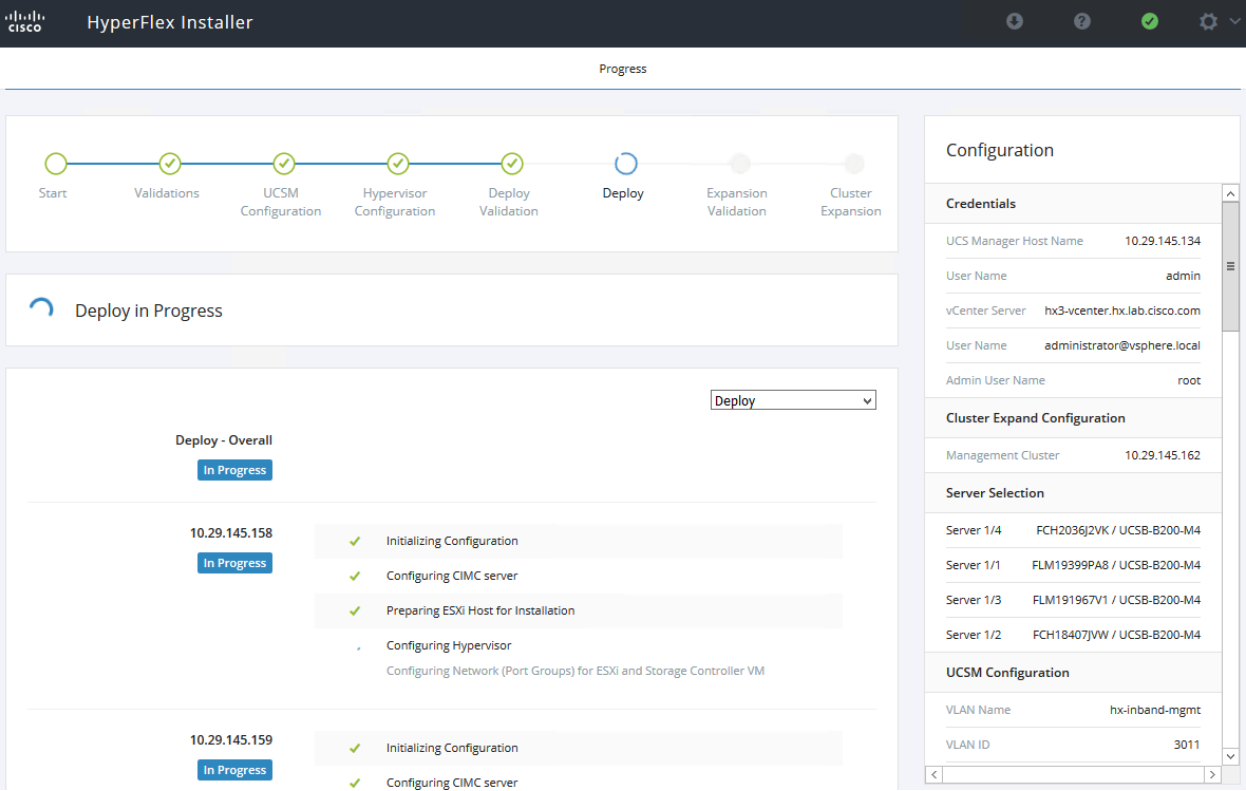 cisco
HyperFlex Installer
Progress
Start
Validations
UCSM
Configuration
Hypervisor
Configuration
Deploy
Validation
Deploy
Expansion
Validation
Cluster
Expansion
Deploy in Progress
Deploy
Deploy - Overall
In Progress
10.29.145.158
In Progress
Initializing Configuration
Configuring CIMC server
Preparing ESXi Host for Installation
Configuring Hypervisor
Configuring Network (Port Groups) for ESXi and Storage Controller VM
10.29.145.159
In Progress
Initializing Configuration
Configuring CIMC server
Configuration
Credentials
UCS Manager Host Name 10.29.145.134
User Name admin
vCenter Server hx3-vcenter.hx.lab.cisco.com
User Name administrator@vsphere.local
Admin User Name root
Cluster Expand Configuration
Management Cluster 10.29.145.162
Server Selection
Server 1/4 FCH2036J2VK / UCSB-B200-M4
Server 1/1 FLM19399PA8 / UCSB-B200-M4
Server 1/3 FLM191967V1 / UCSB-B200-M4
Server 1/2 FCH18407JVW / UCSB-B200-M4
UCSM Configuration
VLAN Name hx-inband-mgmt
VLAN ID 3011